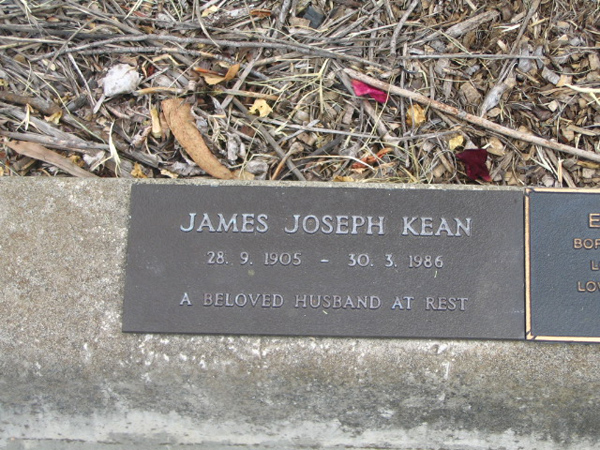 JAMES JOSEPH KEAN
28. 9. 1905 - 30. 3. 1986
A BELOVED HUSBAND AT REST